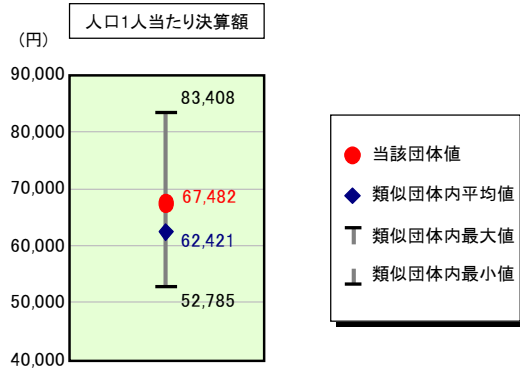 人口1人当たり決算額
(円)
90,000
80,000
70,000
60,000
50,000
40,000
83,408
67,482
62,421
52,785
当該団体値
類似団体内平均値
類似団体内最大値
類似団体内最小値